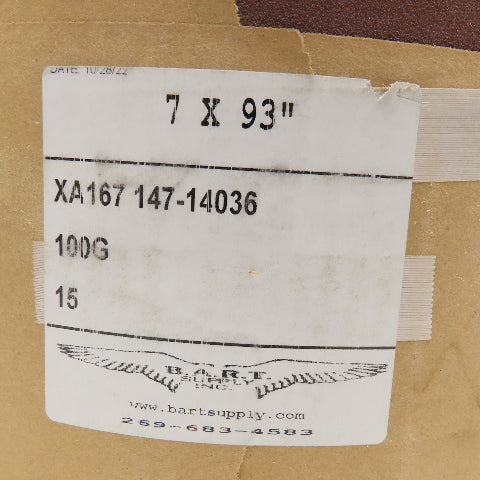 DATE: 10/28/22
7 X 93"
XA167 147-14036
100G
15
B.A.R.T.
SUPPLY
INC.
www.bartsupply.com
269-683-4583